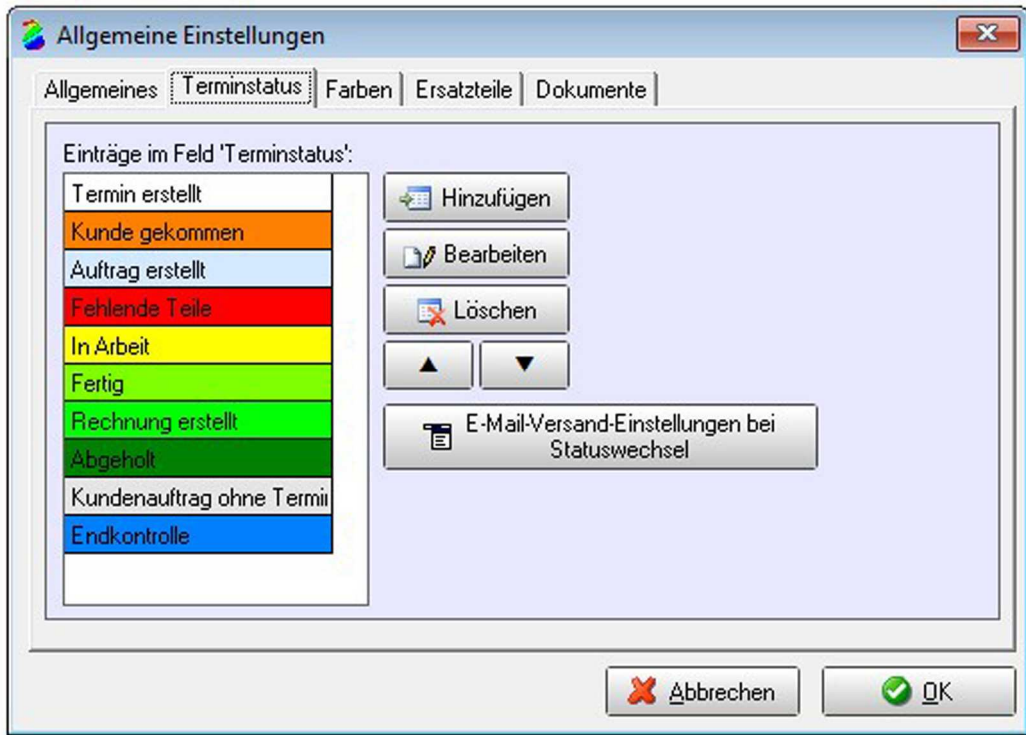 Allgemeine Einstellungen
Allgemeines Terminstatus Farben Ersatzteile Dokumente
Einträge im Feld 'Terminstatus':
Termin erstellt
Kunde gekommen
Auftrag erstellt
Fehlende Teile
In Arbeit
Fertig
Rechnung erstellt
Abgeholt
Kundenauftrag ohne Termi
Endkontrolle
Hinzufügen
Bearbeiten
Löschen
E-Mail-Versand-Einstellungen bei
Statuswechsel
Abbrechen OK